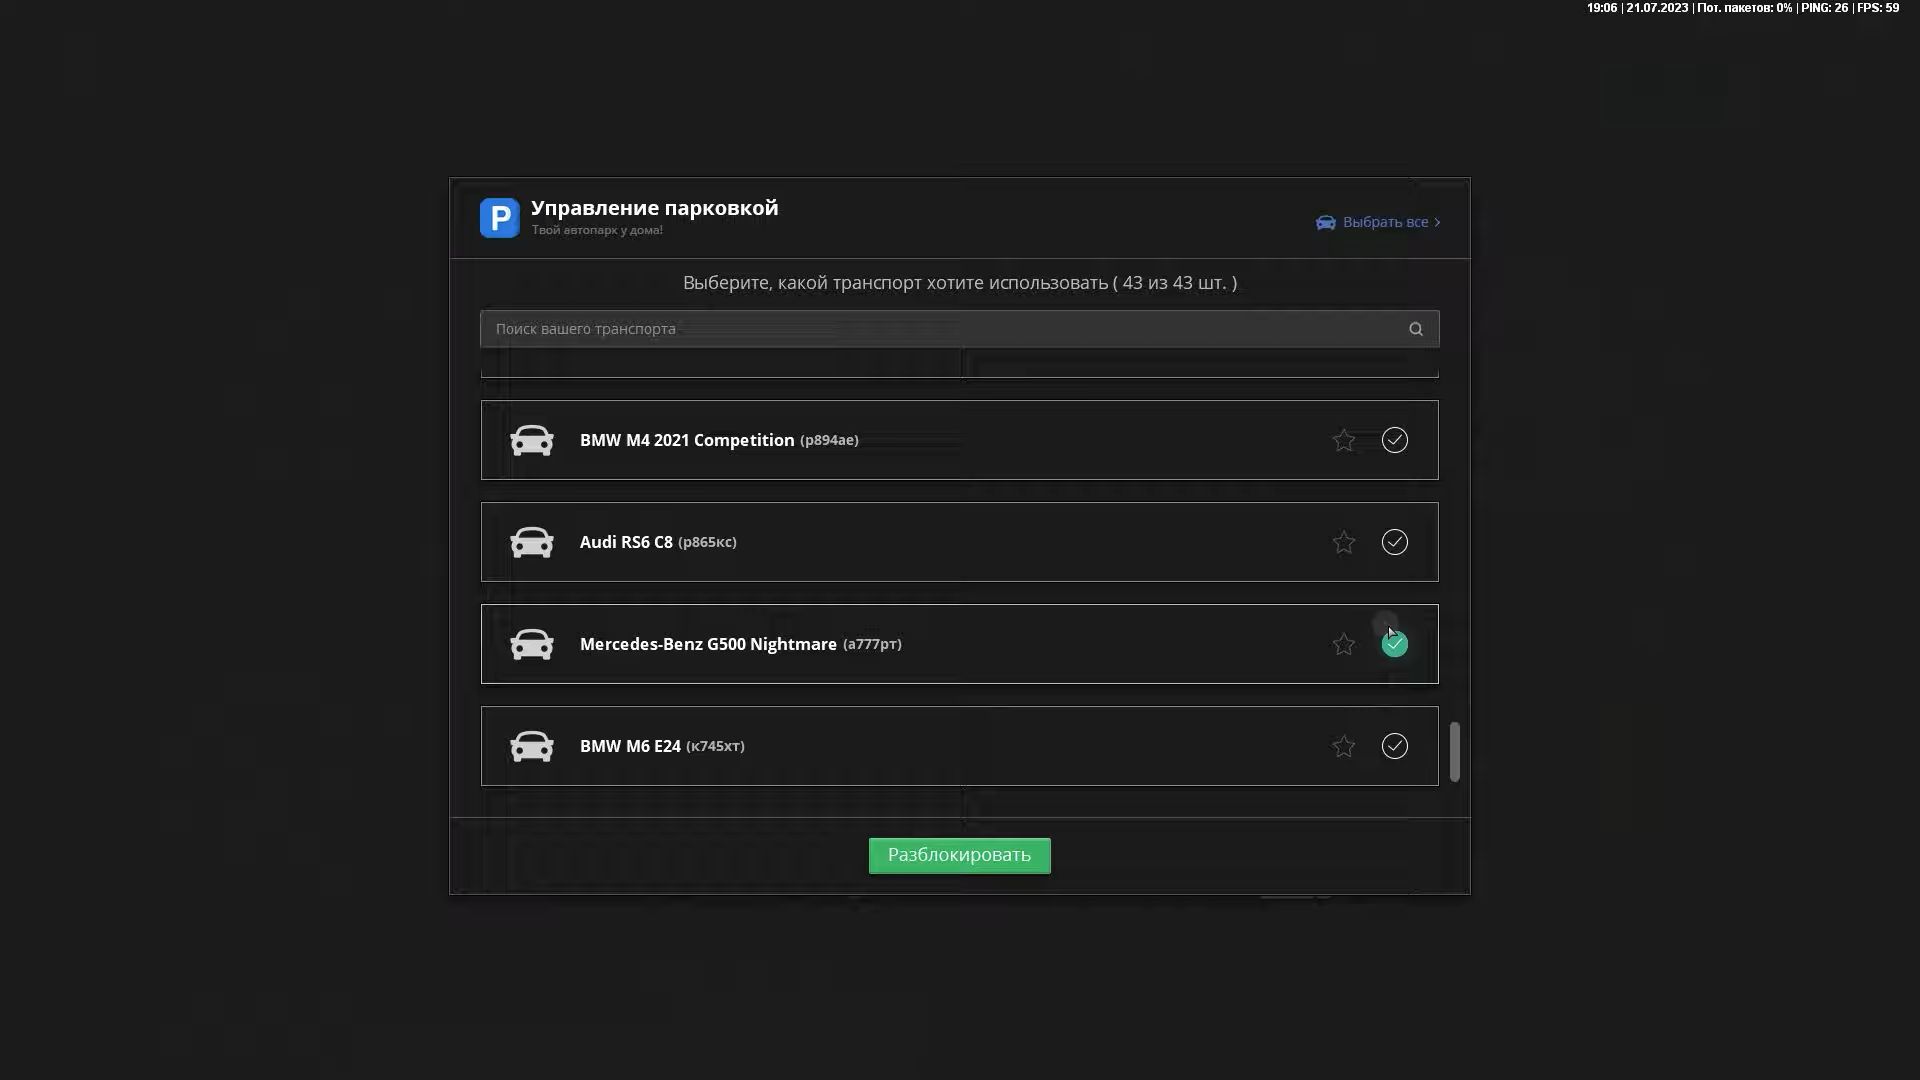 19:06 | 21.07.2023 | Пот. пакетов: 0% | PING: 26 | FPS: 59
P
Управление парковкой
Твой автопарк у дома!
Выбрать все >
Выберите, какой транспорт хотите использовать ( 43 из 43 шт. )
Поиск вашего транспорта
BMW M4 2021 Competition (р894ае)
Audi RS6 C8 (р865кс)
Mercedes-Benz G500 Nightmare (а777рт)
BMW M6 E24 (к745хт)
Разблокировать